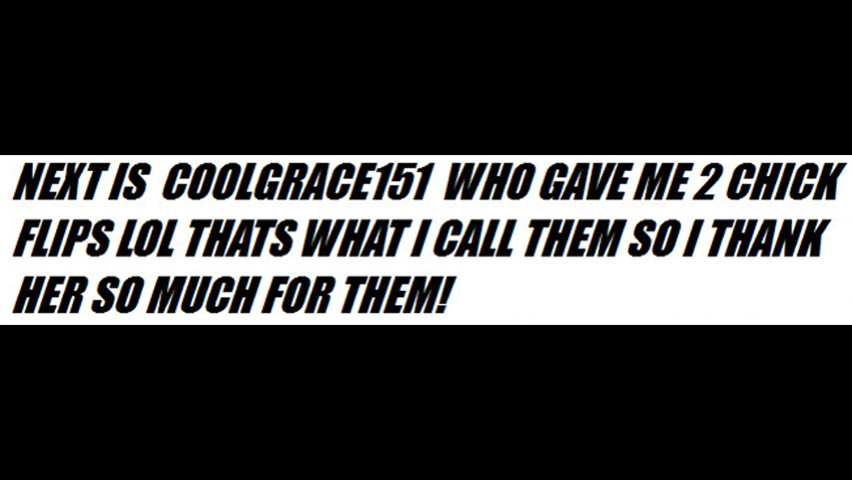 NEXT IS COOLGRACE151 WHO GAVE ME 2 CHICK
FLIPS LOL THATS WHAT I CALL THEM SO I THANK
HER SO MUCH FOR THEM!